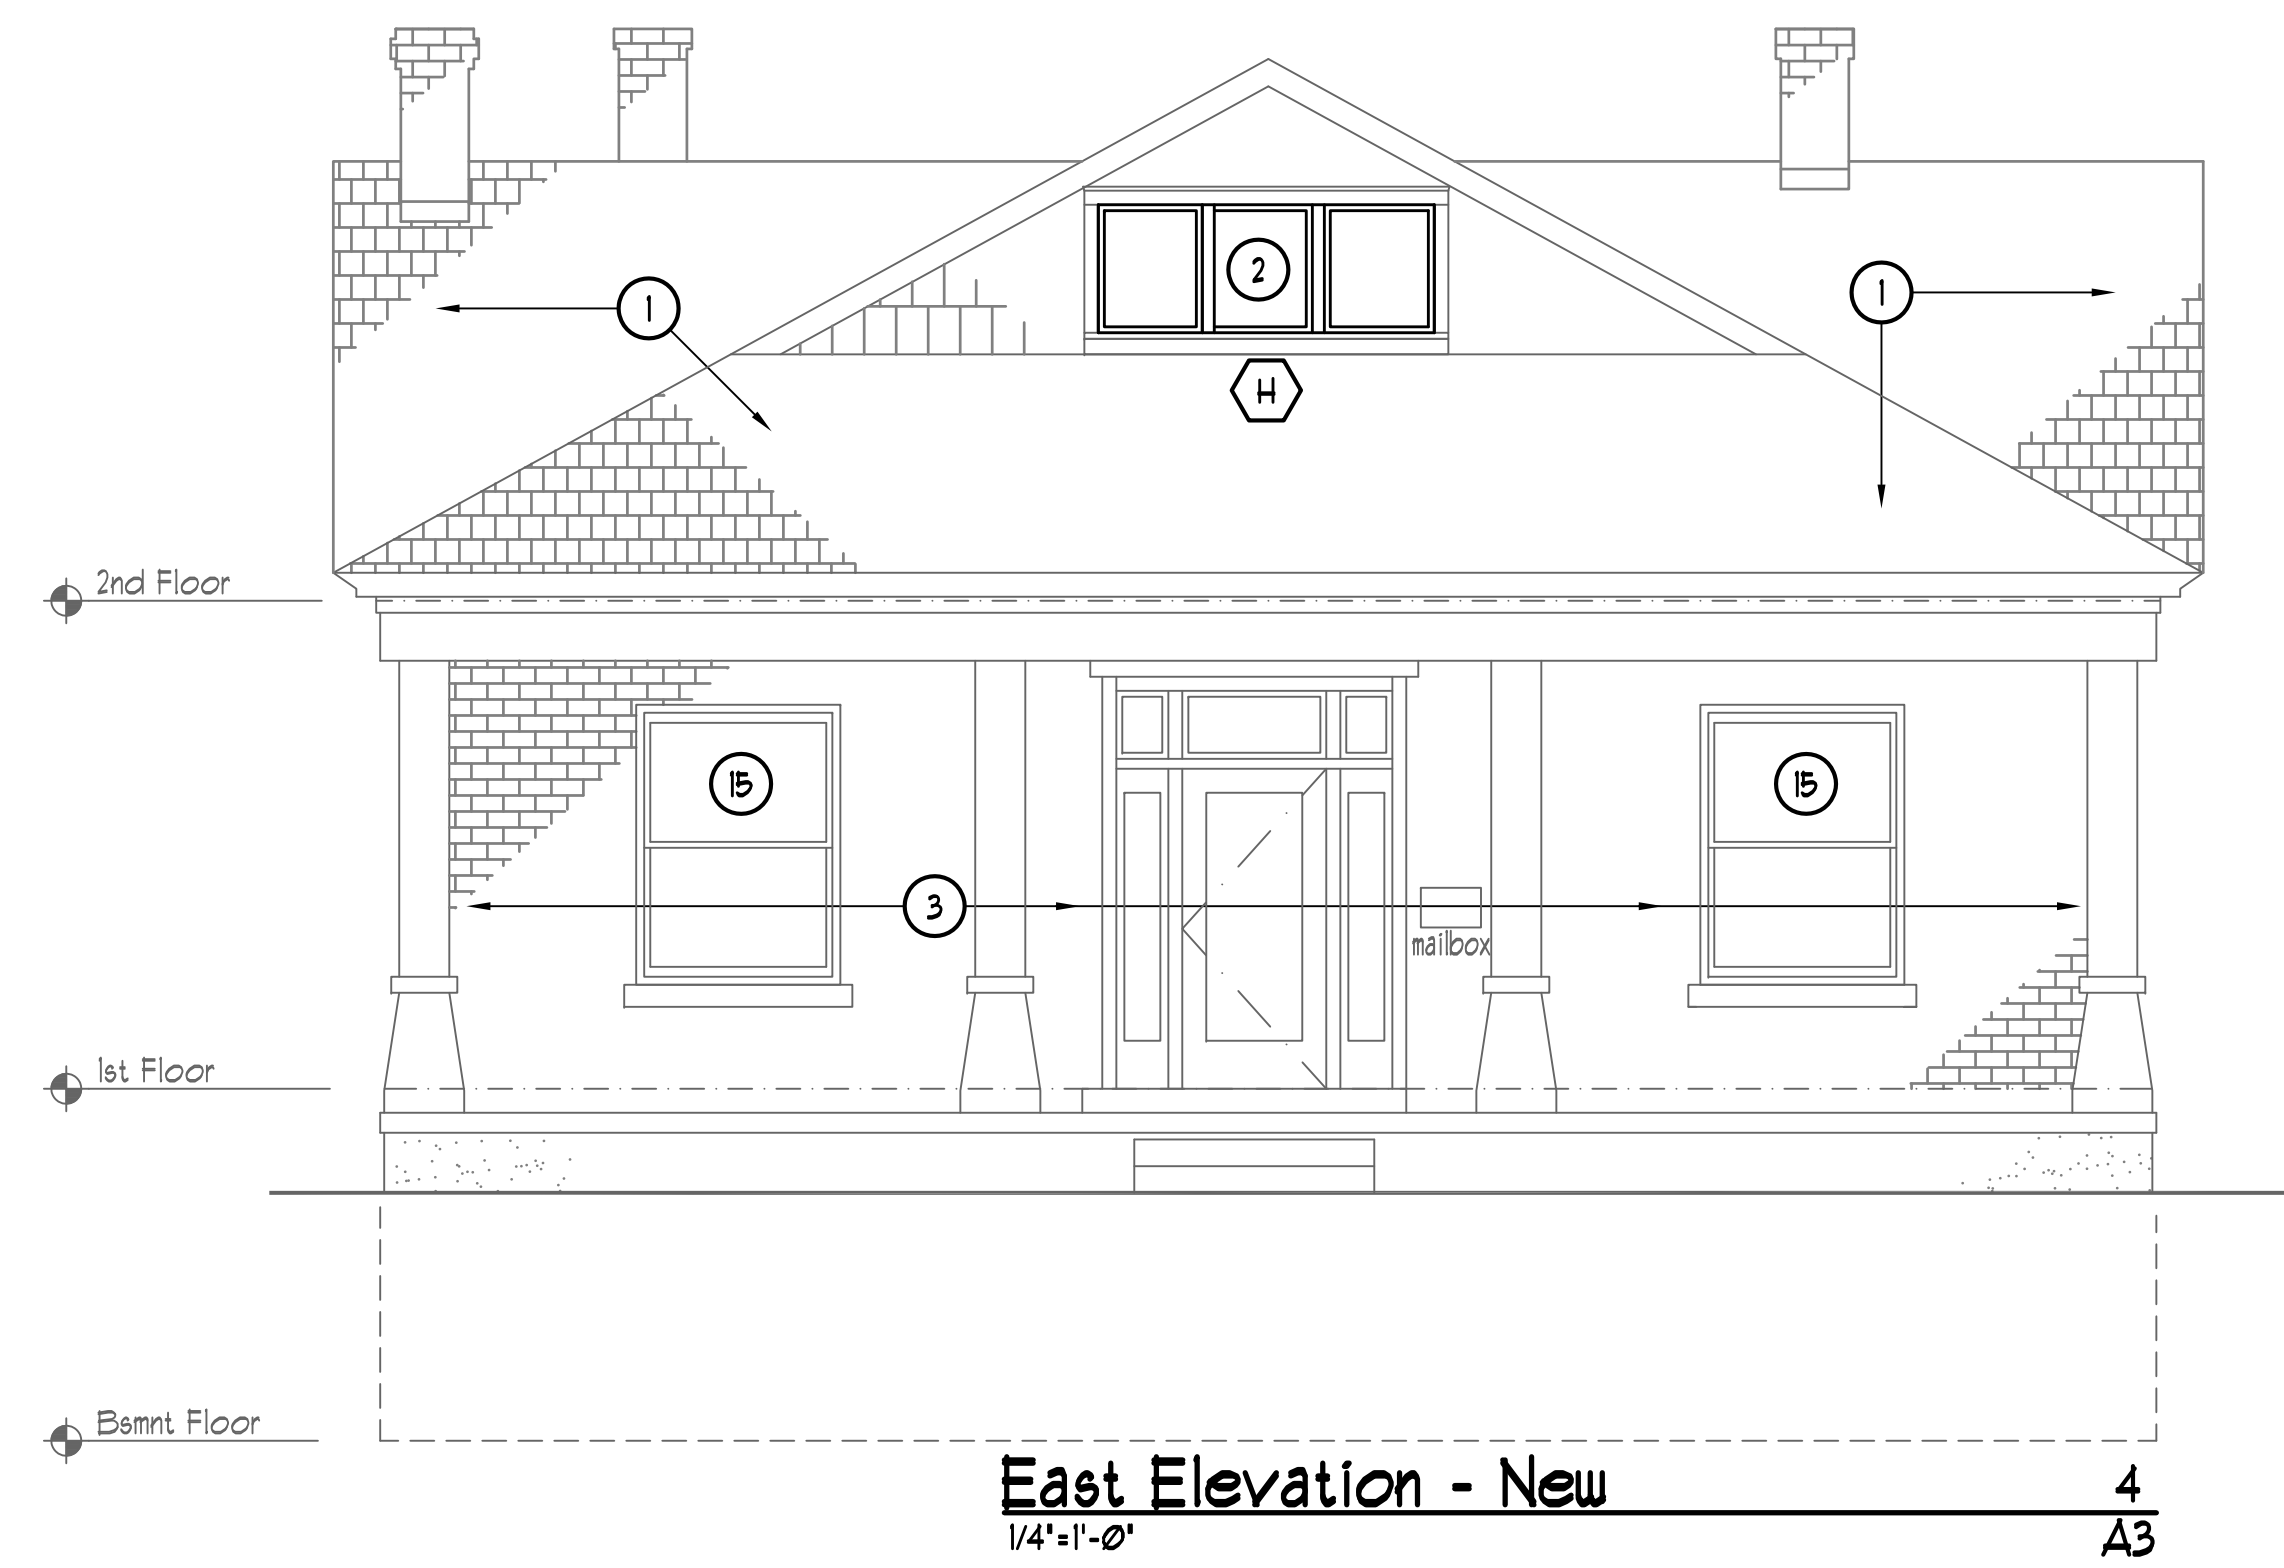 2
1
1
H
2nd Floor
15
15
3
mailbox
1st Floor
Bsmnt Floor
East Elevation - New
4
1/4"=1'-Ø"
A3